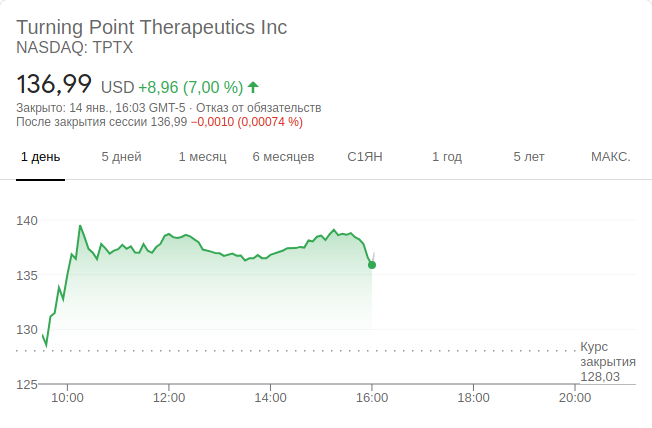 Turning Point Therapeutics Inc
NASDAQ: TPTX
136,99 USD +8,96 (7,00 %)
Закрыто: 14 янв., 16:03 GMT-5 · Отказ от обязательств
После закрытия сессии 136,99 −0,0010 (0,00074 %)
1 день 5 дней 1 месяц 6 месяцев С1ЯН 1 год 5 лет МАКС.
140
135
130
Курс
закрытия
128,03
125
10:00 12:00 14:00 16:00 18:00 20:00